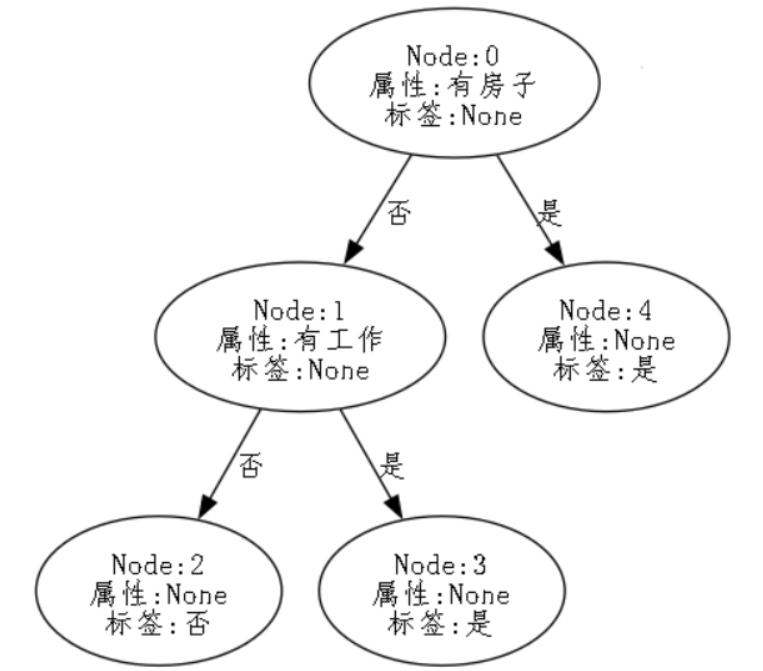 Node:0
属性:有房子
标签:None
否
是
Node:1
属性:有工作
标签:None
Node:4
属性:None
标签:是
否
是
Node:2
属性:None
标签:否
Node:3
属性:None
标签:是